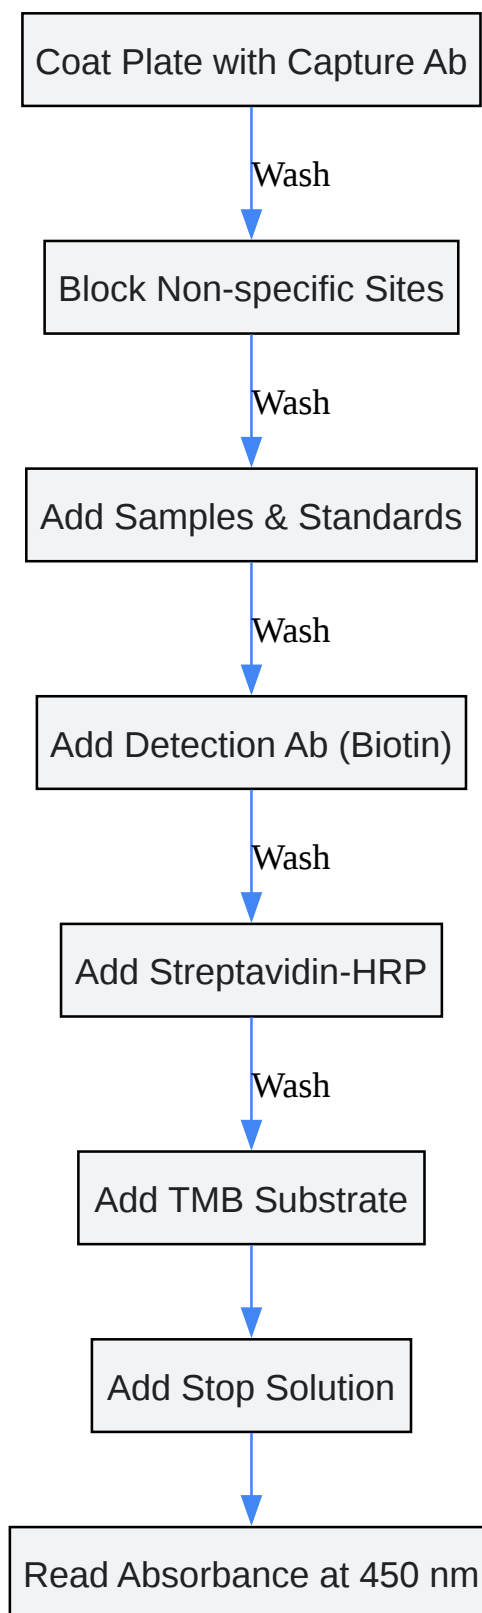 Coat Plate with Capture Ab
Wash
Block Non-specific Sites
Wash
Add Samples & Standards
Wash
Add Detection Ab (Biotin)
Wash
Add Streptavidin-HRP
Wash
Add TMB Substrate
Add Stop Solution
Read Absorbance at 450 nm